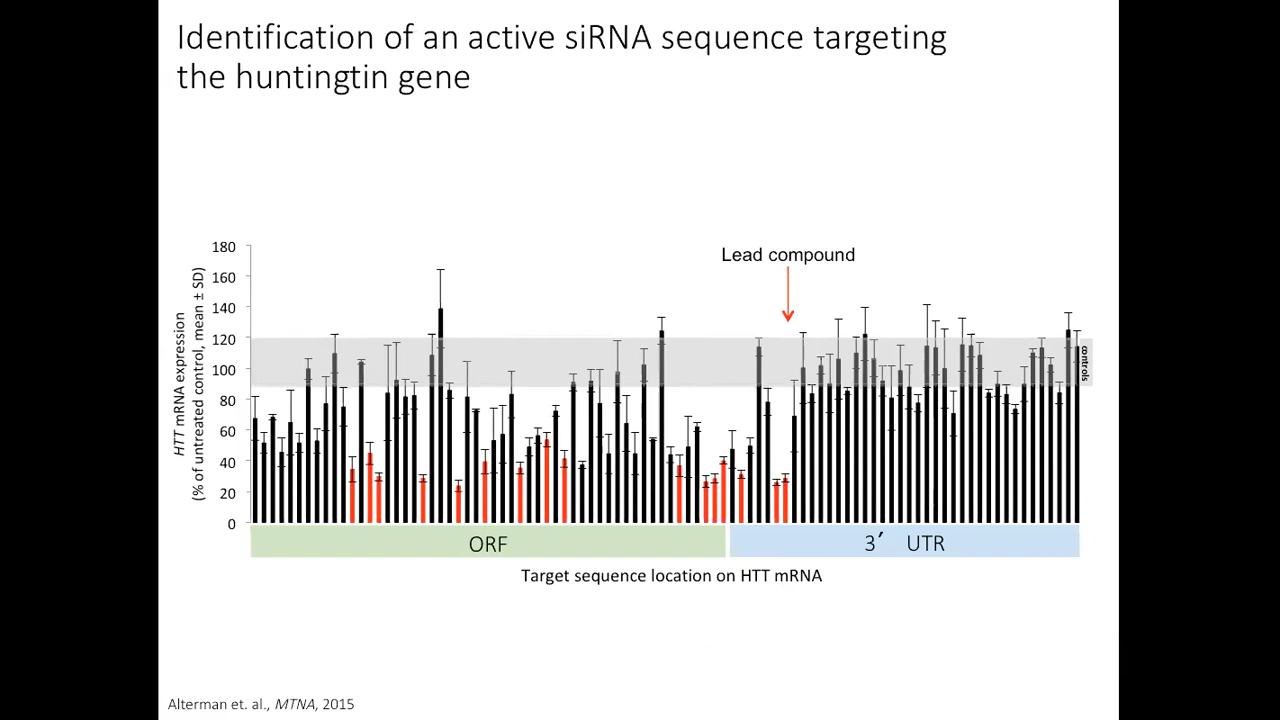 Identification of an active siRNA sequence targeting
the huntingtin gene
Lead compound
HTT mRNA expression
(% of untreated control, mean ± SD)
180
160
140
120
100
80
60
40
20
0
controls
ORF
3′ UTR
Target sequence location on HTT mRNA
Alterman et. al., MTNA, 2015